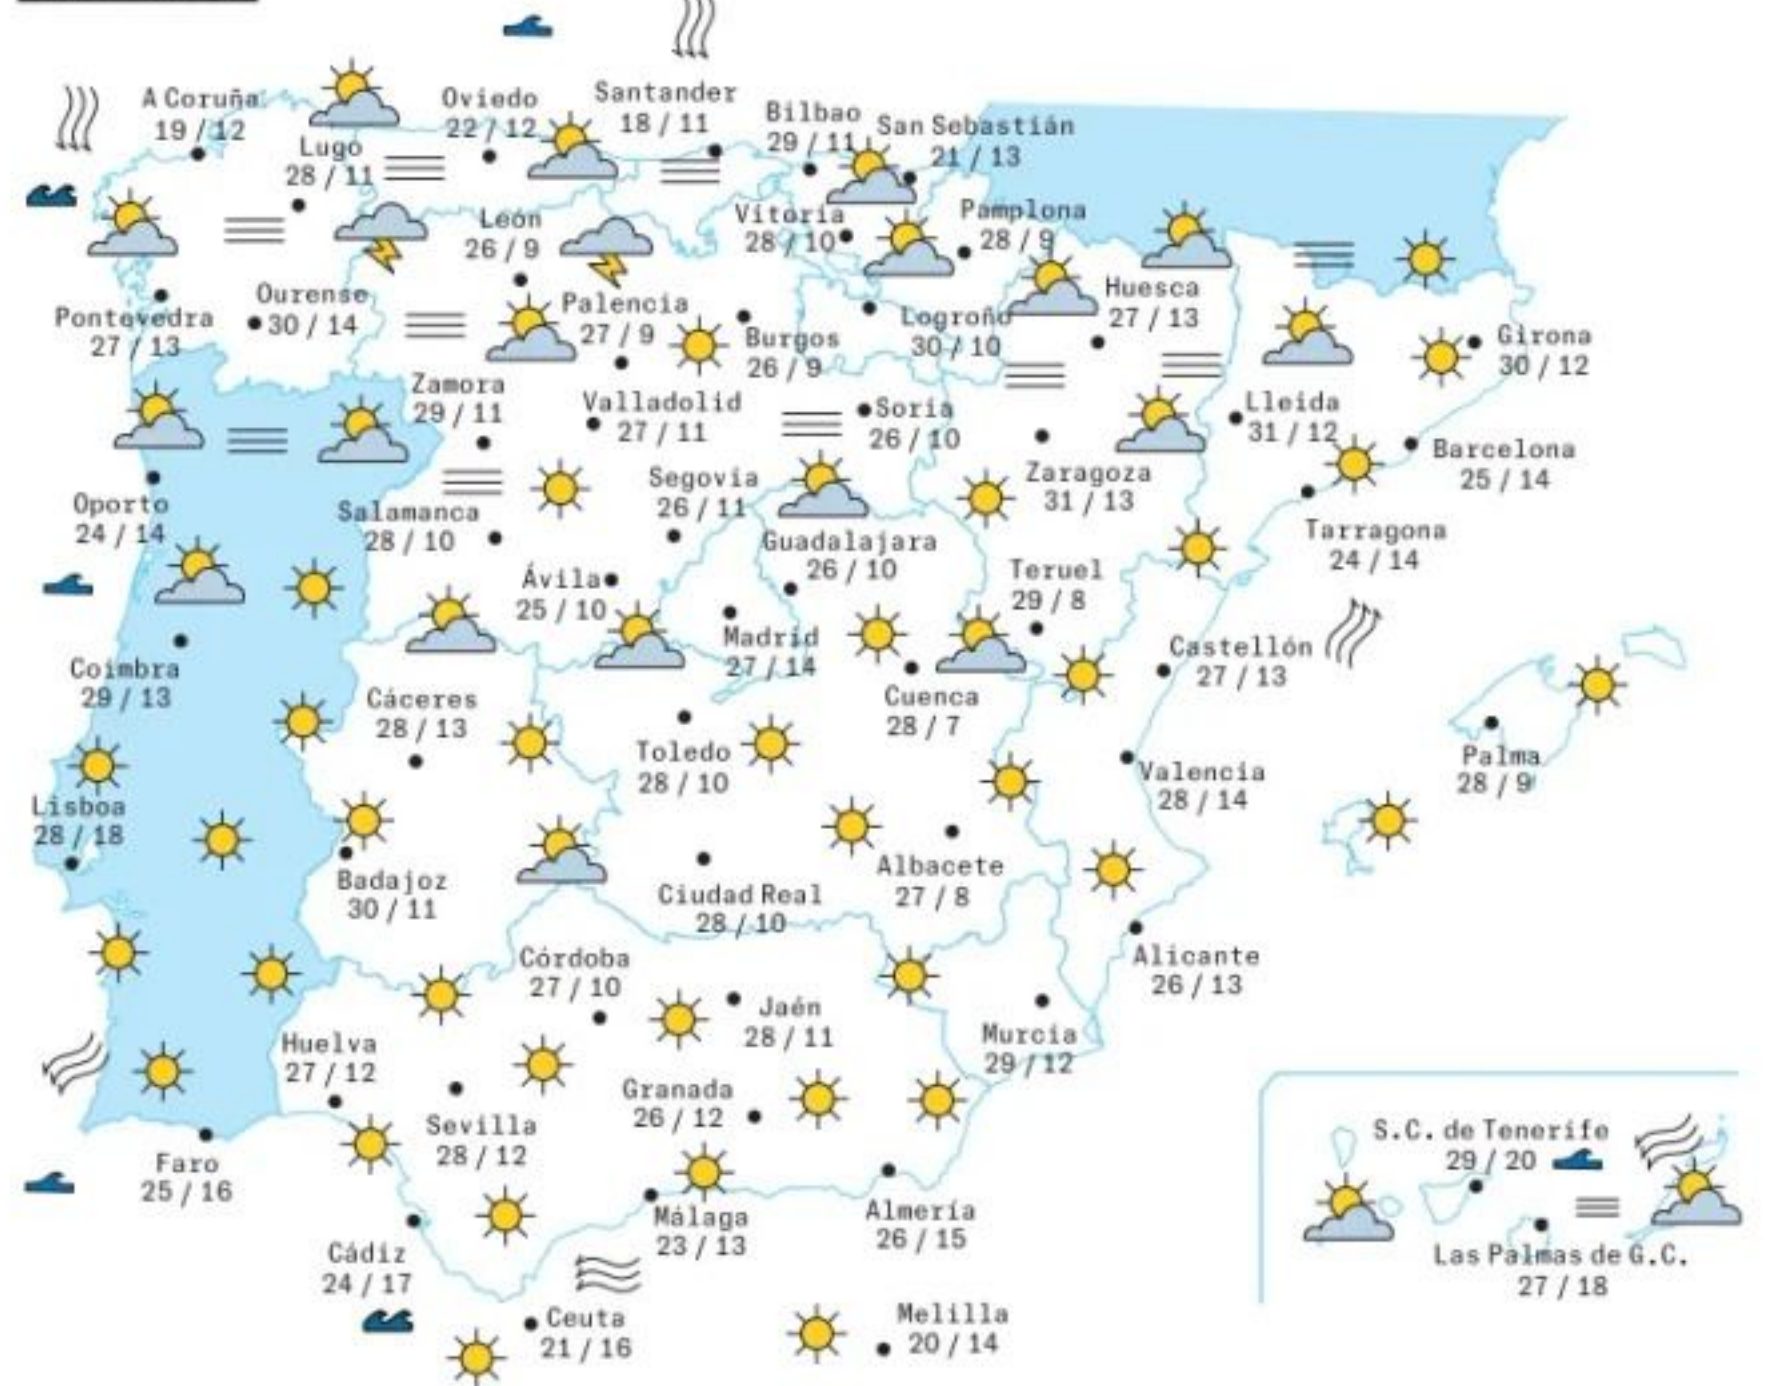 A Coruña
19 / 12
Lugo
28 / 11
Oviedo
22 / 12
Santander
18 / 11
Bilbao
29 / 11
San Sebastián
21 / 13
León
26 / 9
Vitoria
28 / 10
Pamplona
28 / 9
Pontevedra
27 / 13
Ourense
30 / 14
Palencia
27 / 9
Burgos
26 / 9
Logroño
30 / 10
Huesca
27 / 13
Girona
30 / 12
Zamora
29 / 11
Valladolid
27 / 11
Soria
26 / 10
Lleida
31 / 12
Barcelona
25 / 14
Oporto
24 / 14
Salamanca
28 / 10
Segovia
26 / 11
Zaragoza
31 / 13
Tarragona
24 / 14
Ávila
25 / 10
Guadalajara
26 / 10
Teruel
29 / 8
Coimbra
29 / 13
Madrid
27 / 14
Castellón
27 / 13
Cáceres
28 / 13
Cuenca
28 / 7
Toledo
28 / 10
Valencia
28 / 14
Palma
28 / 9
Lisboa
28 / 18
Badajoz
30 / 11
Ciudad Real
28 / 10
Albacete
27 / 8
Alicante
26 / 13
Córdoba
27 / 10
Jaén
28 / 11
Murcia
29 / 12
Huelva
27 / 12
Sevilla
28 / 12
Granada
26 / 12
Faro
25 / 16
Málaga
23 / 13
Almería
26 / 15
Cádiz
24 / 17
Ceuta
21 / 16
Melilla
20 / 14
S.C. de Tenerife
29 / 20
Las Palmas de G.C.
27 / 18